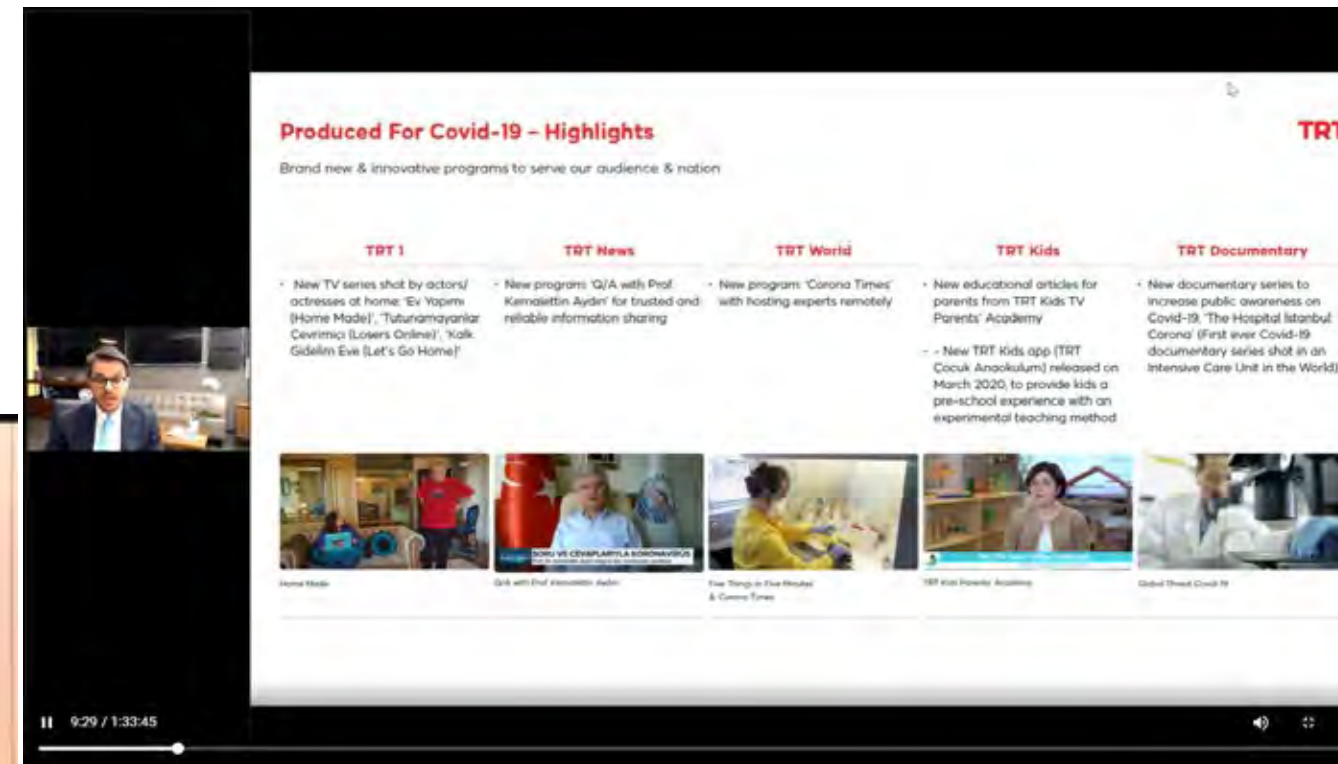 Produced For Covid-19 – Highlights
TRT
Brand new & innovative programs to serve our audience & nation
TRT 1
• New TV series shot by actors/
actresses at home: 'Ev Yapımı
(Home Made)', 'Tutunamayanlar
Çevrimiçi (Losers Online)', 'Kalk
Gidelim Eve (Let's Go Home)'
TRT News
• New program: 'Q/A with Prof.
Kemalettin Aydın' for trusted and
reliable information sharing
TRT World
• New program: 'Corona Times'
with hosting experts remotely
TRT Kids
• New educational articles for
parents from TRT Kids TV
Parents' Academy
- - New TRT Kids app (TRT
Çocuk Anaokulum) released on
March 2020, to provide kids a
pre-school experience with an
experimental teaching method
TRT Documentary
• New documentary series to
increase public awareness on
Covid-19, 'The Hospital Istanbul:
Corona' (First ever Covid-19
documentary series shot in an
Intensive Care Unit in the World)
SORU VE CEVAPLARIYLA KORONAVİRÜS
Home Made
Q/A with Prof. Kemalettin Aydın
Five Things in Five Minutes
& Corona Times
TRT Kids Parents' Academy
Global Threat Covid-19
9:29 / 1:33:45